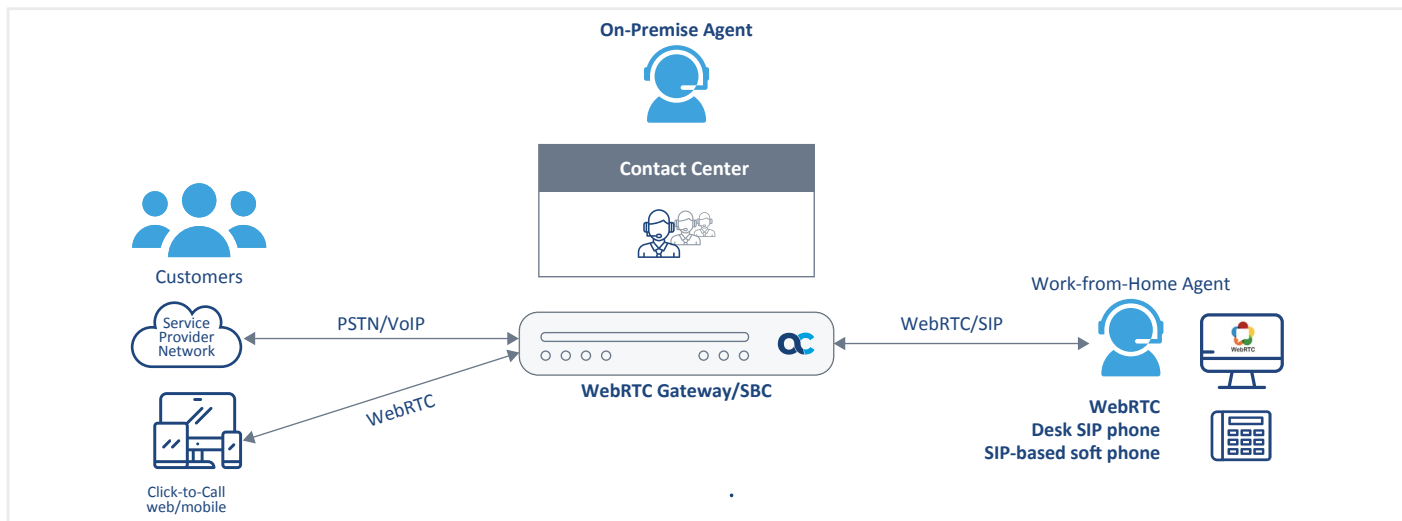 On-Premise Agent
Contact Center
Customers
Service
Provider
Network
PSTN/VoIP
WebRTC
Click-to-Call
web/mobile
WebRTC Gateway/SBC
WebRTC/SIP
Work-from-Home Agent
WebRTC
WebRTC
Desk SIP phone
SIP-based soft phone
.